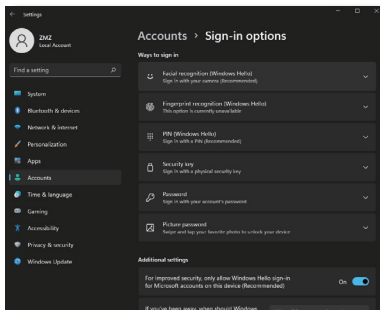 Settings
ZMZ
Local Account
Find a setting
System
Bluetooth & devices
Network & internet
Personalization
Apps
Accounts
Time & language
Gaming
Accessibility
Privacy & security
Windows Update
Accounts > Sign-in options
Ways to sign in
Facial recognition (Windows Hello)
Sign in with your camera (Recommended)
Fingerprint recognition (Windows Hello)
This option is currently unavailable
PIN (Windows Hello)
Sign in with a PIN (Recommended)
Security key
Sign in with a physical security key
Password
Sign in with your account's password
Picture password
Swipe and tap your favorite photo to unlock your device
Additional settings
For improved security, only allow Windows Hello sign-in
for Microsoft accounts on this device (Recommended)
On
If you've been away, when should Windows